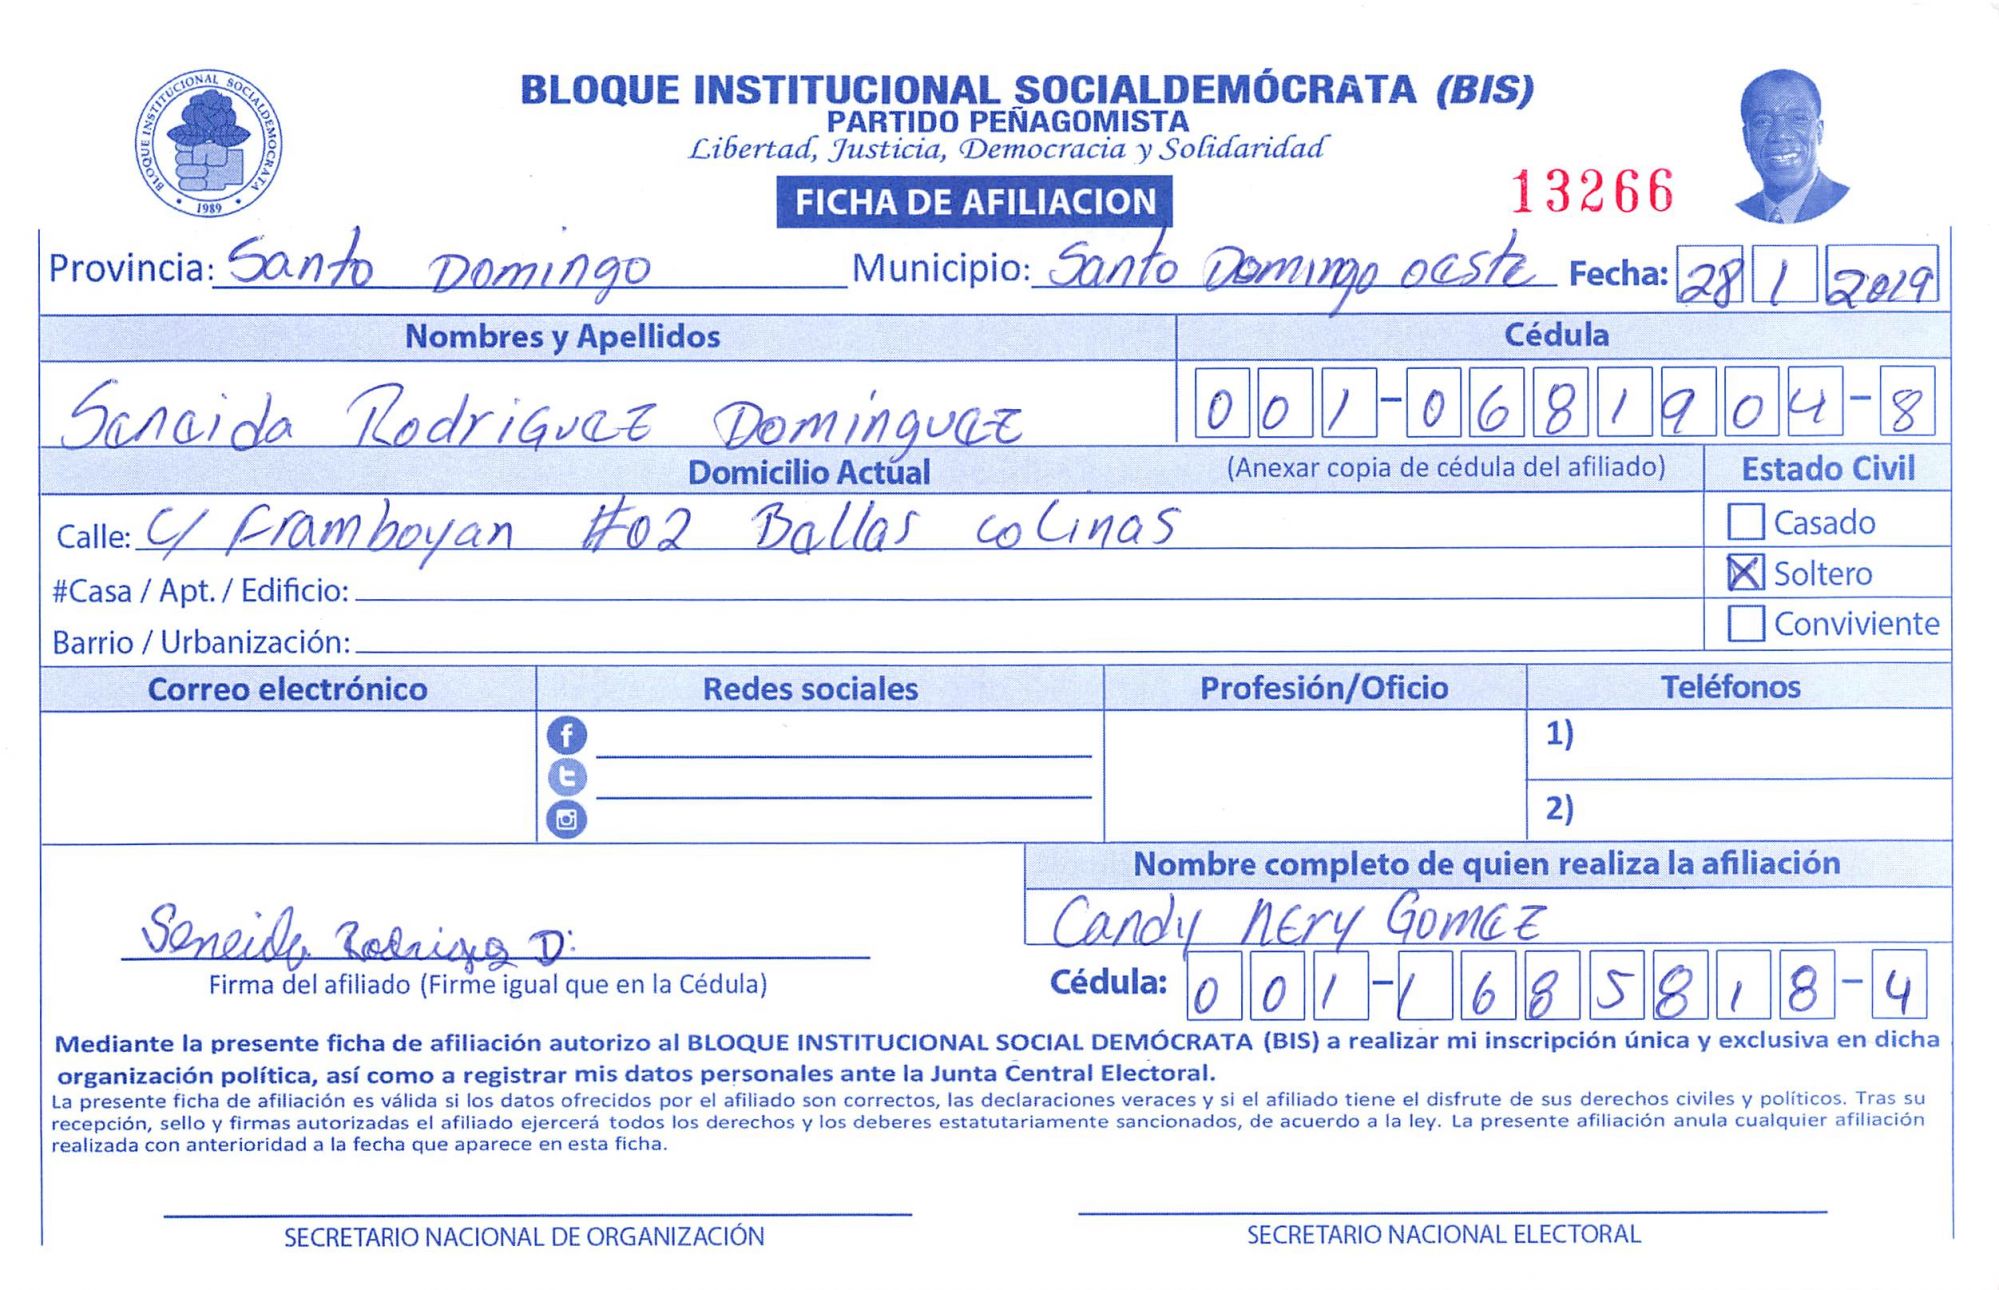 BLOQUE INSTITUCIONAL SOCIALDEMOCRATA
1989
BLOQUE INSTITUCIONAL SOCIALDEMÓCRATA (BIS)
PARTIDO PEÑAGOMISTA
Libertad, Justicia, Democracia y Solidaridad
FICHA DE AFILIACION
13266
Provincia: Santo Domingo Municipio: Santo Domingo oeste Fecha: 28 1 2019
Nombres y Apellidos Cédula
Seneida Rodriguez Domínguez 001-0681904-8
Domicilio Actual (Anexar copia de cédula del afiliado) Estado Civil
Calle: C/ Framboyan #02 Ballas colinas
Casado
#Casa / Apt. / Edificio: Soltero
Barrio / Urbanización: Conviviente
Correo electrónico Redes sociales Profesión/Oficio Teléfonos
1)
2)
Nombre completo de quien realiza la afiliación
Candy Nery Gomez
Seneida Rodriguez D.
Firma del afiliado (Firme igual que en la Cédula) Cédula: 001-1685818-4
Mediante la presente ficha de afiliación autorizo al BLOQUE INSTITUCIONAL SOCIAL DEMÓCRATA (BIS) a realizar mi inscripción única y exclusiva en dicha
organización política, así como a registrar mis datos personales ante la Junta Central Electoral.
La presente ficha de afiliación es válida si los datos ofrecidos por el afiliado son correctos, las declaraciones veraces y si el afiliado tiene el disfrute de sus derechos civiles y políticos. Tras su
recepción, sello y firmas autorizadas el afiliado ejercerá todos los derechos y los deberes estatutariamente sancionados, de acuerdo a la ley. La presente afiliación anula cualquier afiliación
realizada con anterioridad a la fecha que aparece en esta ficha.
SECRETARIO NACIONAL DE ORGANIZACIÓN SECRETARIO NACIONAL ELECTORAL